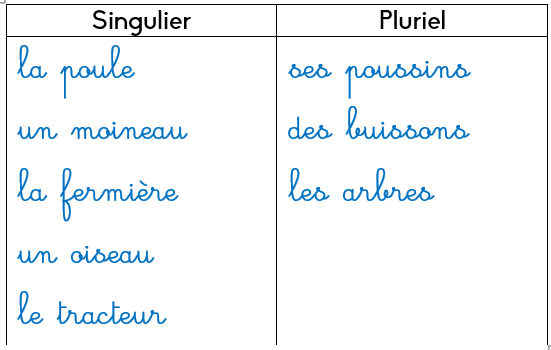 Singulier Pluriel
la poule ses poussins
un moineau des buissons
la fermière les arbres
un oiseau
le tracteur